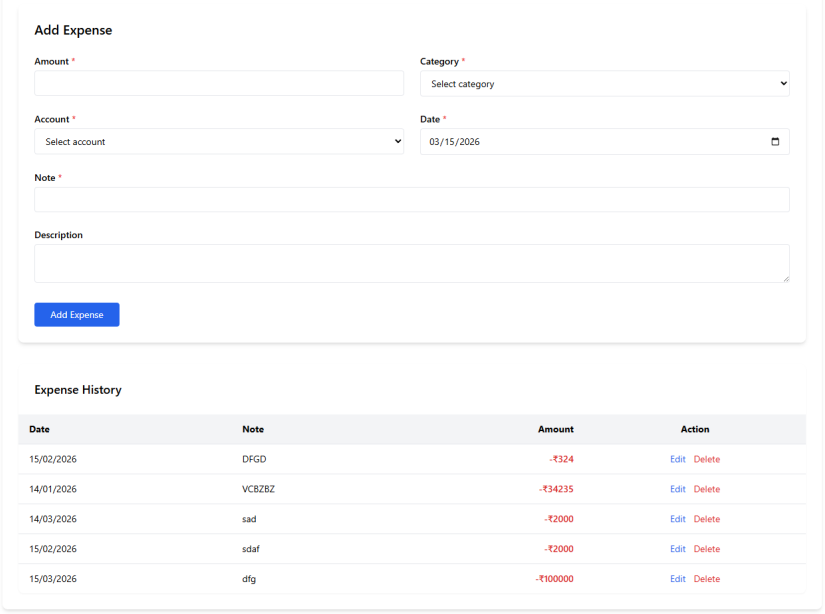 Add Expense
Amount * Category *
Select category
Account * Date *
Select account 03/15/2026
Note *
Description
Add Expense
Expense History
Date Note Amount Action
15/02/2026 DFGD -₹324 Edit Delete
14/01/2026 VCBZBZ -₹34235 Edit Delete
14/03/2026 sad -₹2000 Edit Delete
15/02/2026 sdaf -₹2000 Edit Delete
15/03/2026 dfg -₹100000 Edit Delete